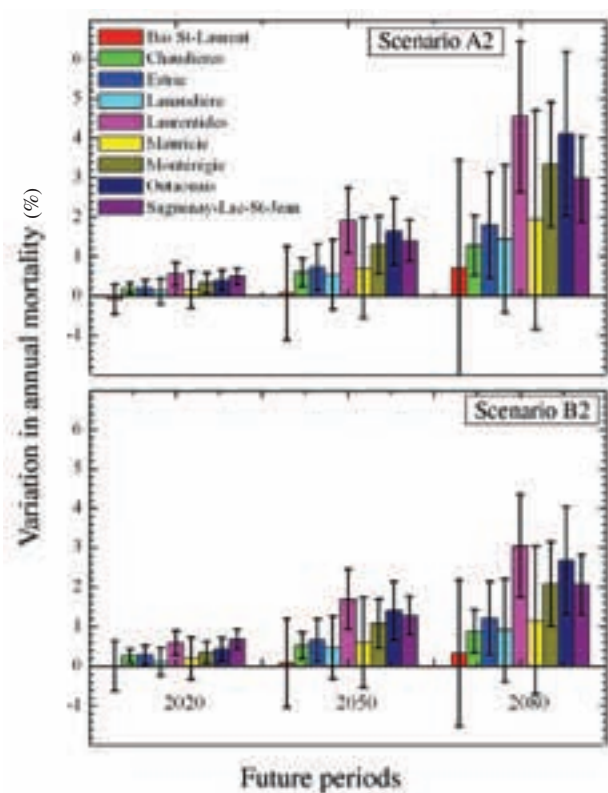 Scenario A2
Bas St-Laurent
Chaudieres
Estrie
Lanaudière
Laurentides
Mauricie
Montérégie
Outaouais
Saguenay-Lac-St-Jean
6
5
4
3
2
1
0
-1
Scenario B2
6
5
4
3
2
1
0
-1
2020
2050
2080
Variation in annual mortality (%)
Future periods